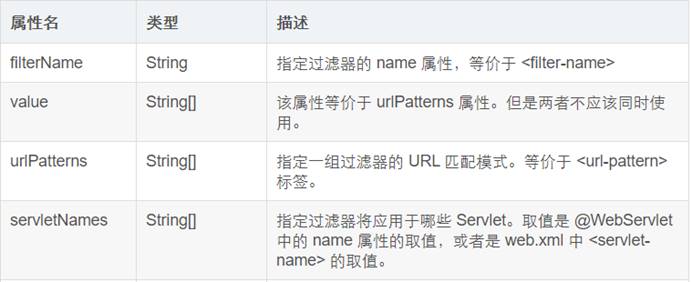 属性名 类型 描述
filterName String 指定过滤器的 name 属性，等价于 <filter-name>
value String[] 该属性等价于 urlPatterns 属性。但是两者不应该同时使
用。
urlPatterns String[] 指定一组过滤器的 URL 匹配模式。等价于 <url-pattern>
标签。
servletNames String[] 指定过滤器将应用于哪些 Servlet。取值是 @WebServlet
中的 name 属性的取值，或者是 web.xml 中 <servlet-
name> 的取值。